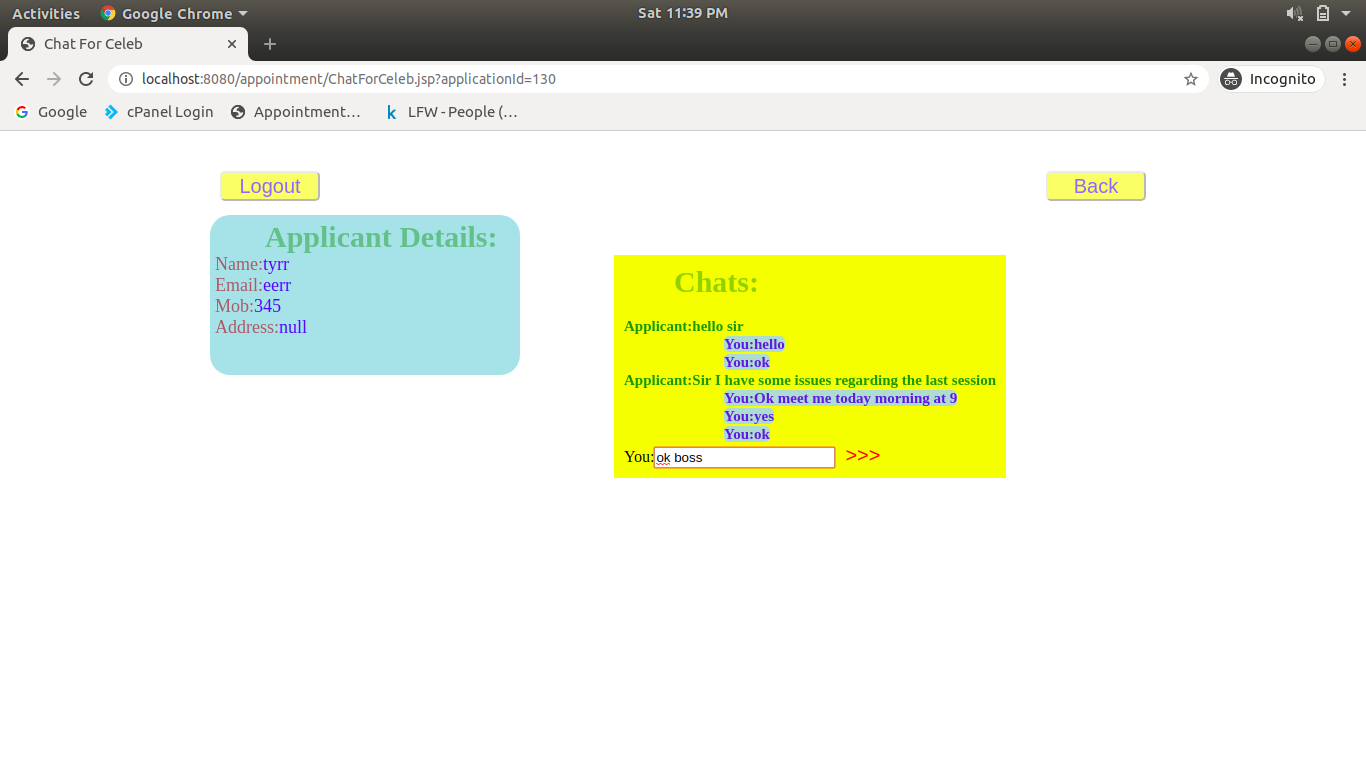 Activities Google Chrome Sat 11:39 PM
Chat For Celeb
localhost:8080/appointment/ChatForCeleb.jsp?applicationId=130 Incognito
Google cPanel Login Appointment… LFW - People (…
Logout Back
Applicant Details:
Name:tyrr
Email:eerr
Mob:345
Address:null
Chats:
Applicant:hello sir
You:hello
You:ok
Applicant:Sir I have some issues regarding the last session
You:Ok meet me today morning at 9
You:yes
You:ok
You:ok boss >>>